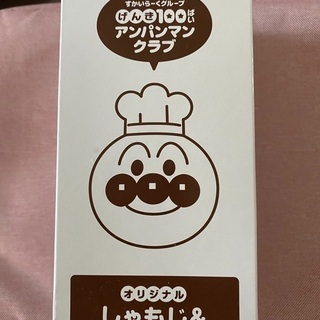 すかいらーくグループ
げんき100ぱい
アンパンマン
クラブ
オリジナル
しゃもじ&